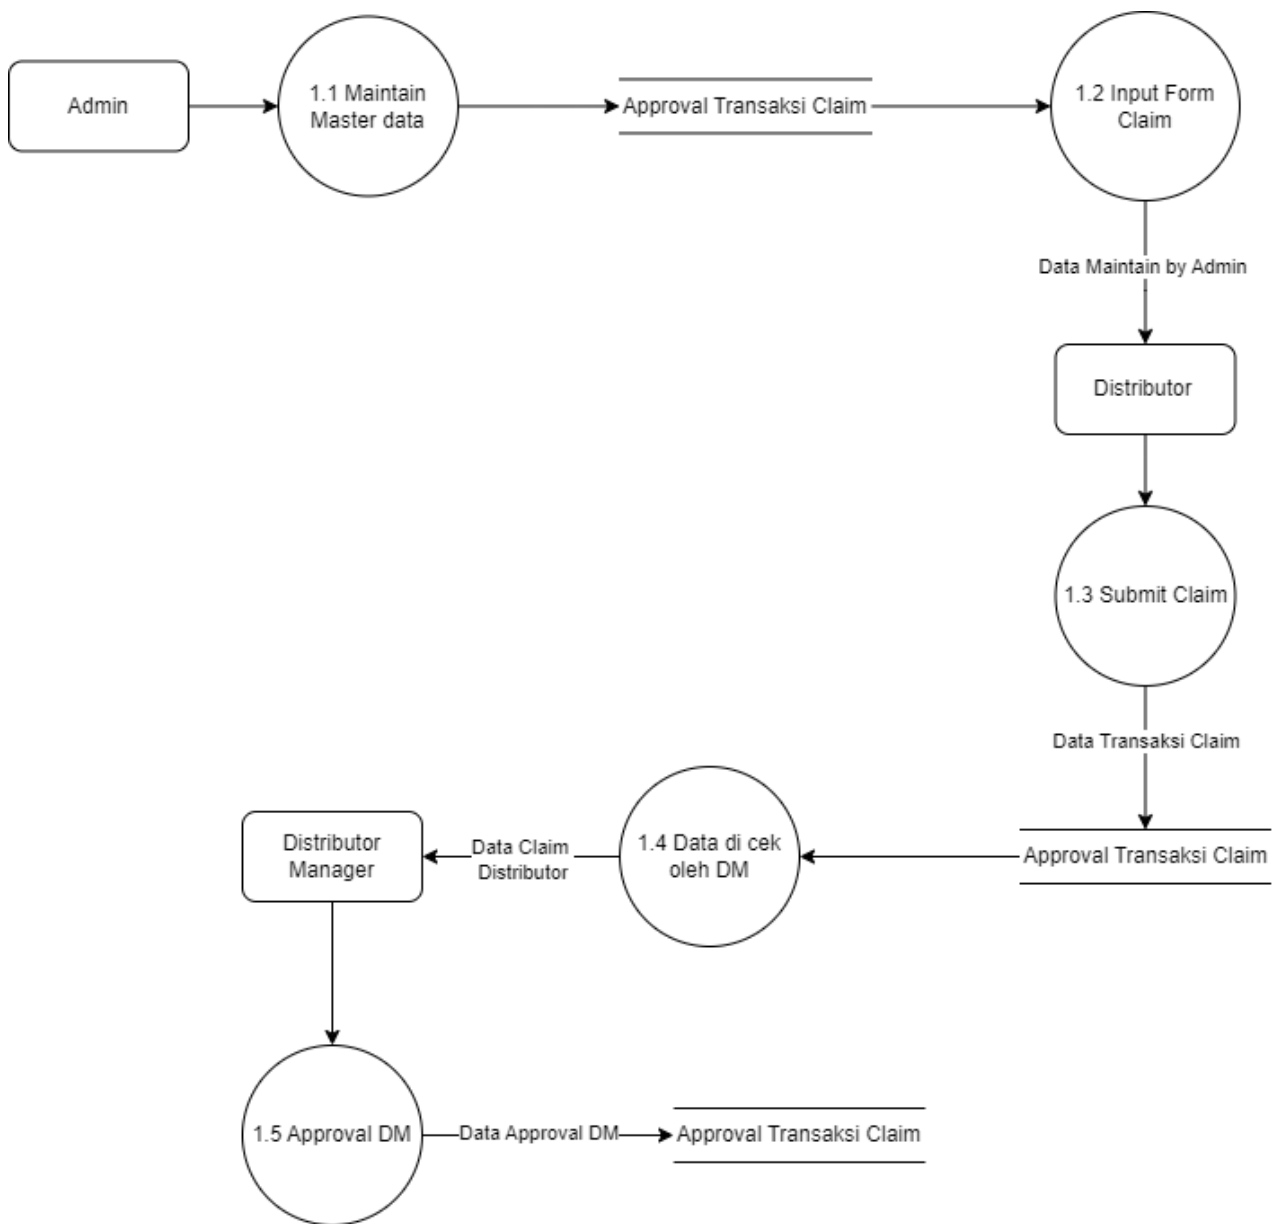 Admin
1.1 Maintain
Master data
Approval Transaksi Claim
1.2 Input Form
Claim
Data Maintain by Admin
Distributor
1.3 Submit Claim
Data Transaksi Claim
Approval Transaksi Claim
1.4 Data di cek
oleh DM
Data Claim
Distributor
Distributor
Manager
1.5 Approval DM
Data Approval DM
Approval Transaksi Claim